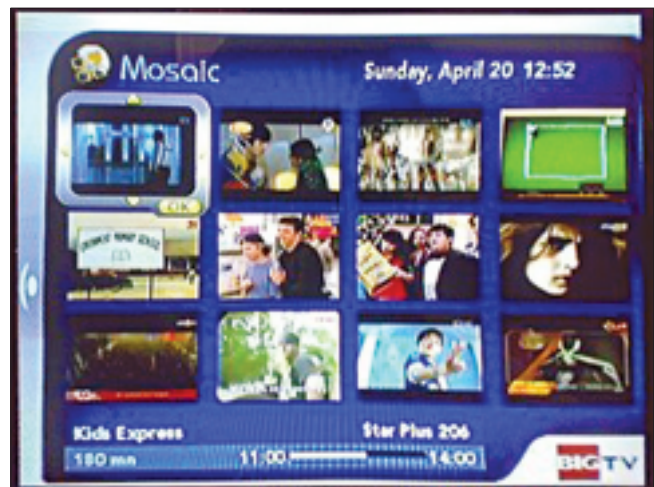 Mosaic
Sunday, April 20 12:52
OK
Kids Express
Star Plus 206
180 mn
11:00
14:00
BIG TV